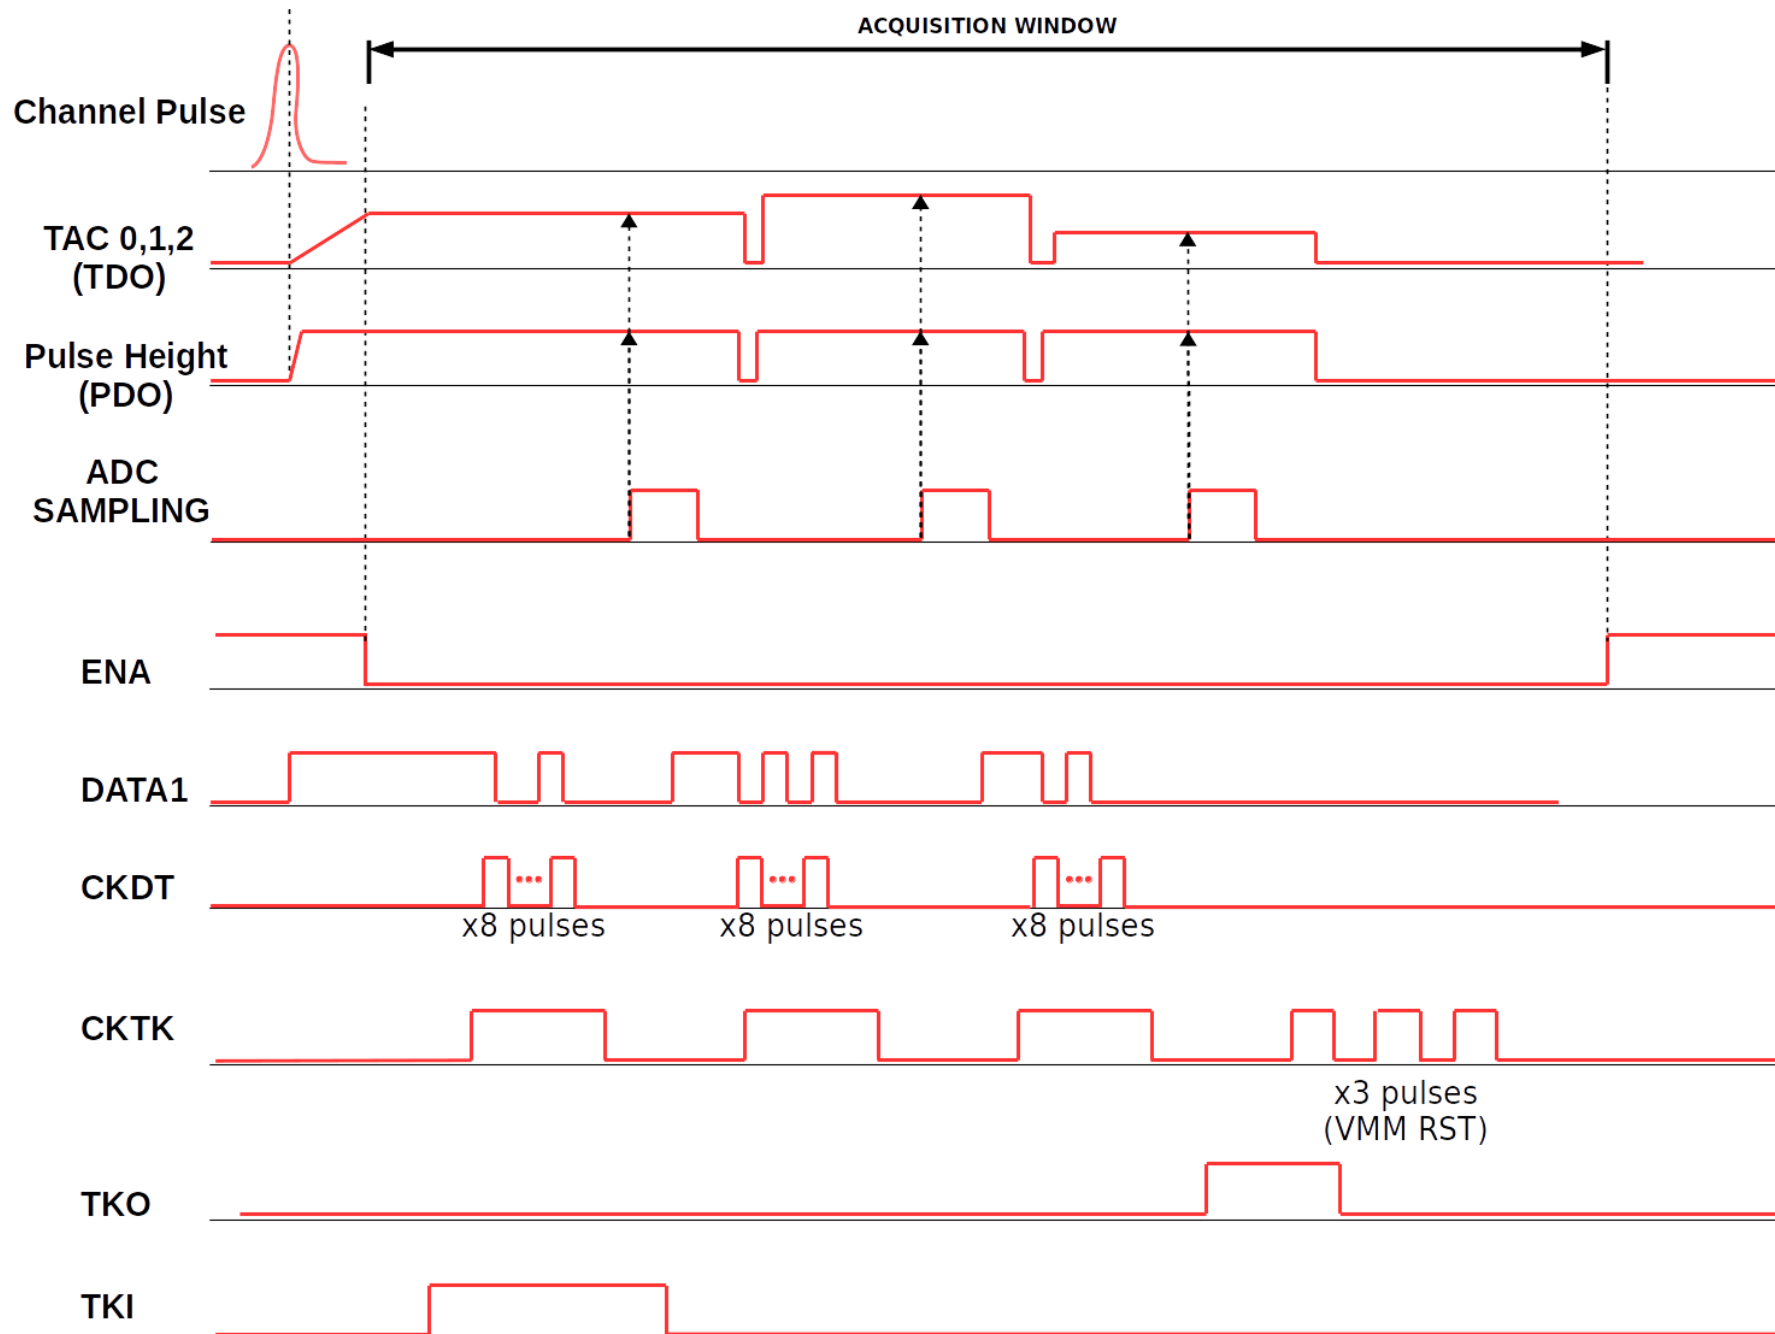 ACQUISITION WINDOW
Channel Pulse
TAC 0,1,2
(TDO)
Pulse Height
(PDO)
ADC
SAMPLING
ENA
DATA1
CKDT
x8 pulses
x8 pulses
x8 pulses
CKTK
x3 pulses
(VMM RST)
TKO
TKI